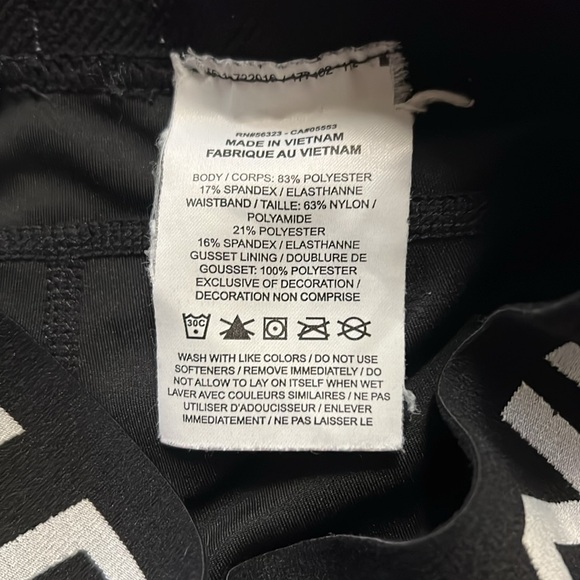 RN#56323 - CA#05553
MADE IN VIETNAM
FABRIQUE AU VIETNAM
BODY / CORPS: 83% POLYESTER
17% SPANDEX / ELASTHANNE
WAISTBAND / TAILLE: 63% NYLON /
POLYAMIDE
21% POLYESTER
16% SPANDEX / ELASTHANNE
GUSSET LINING / DOUBLURE DE
GOUSSET: 100% POLYESTER
EXCLUSIVE OF DECORATION /
DECORATION NON COMPRISE
30C
WASH WITH LIKE COLORS / DO NOT USE
SOFTENERS / REMOVE IMMEDIATELY / DO
NOT ALLOW TO LAY ON ITSELF WHEN WET
LAVER AVEC COULEURS SIMILAIRES / NE PAS
UTILISER D'ADOUCISSEUR / ENLEVER
IMMEDIATEMENT / NE PAS LAISSER LE